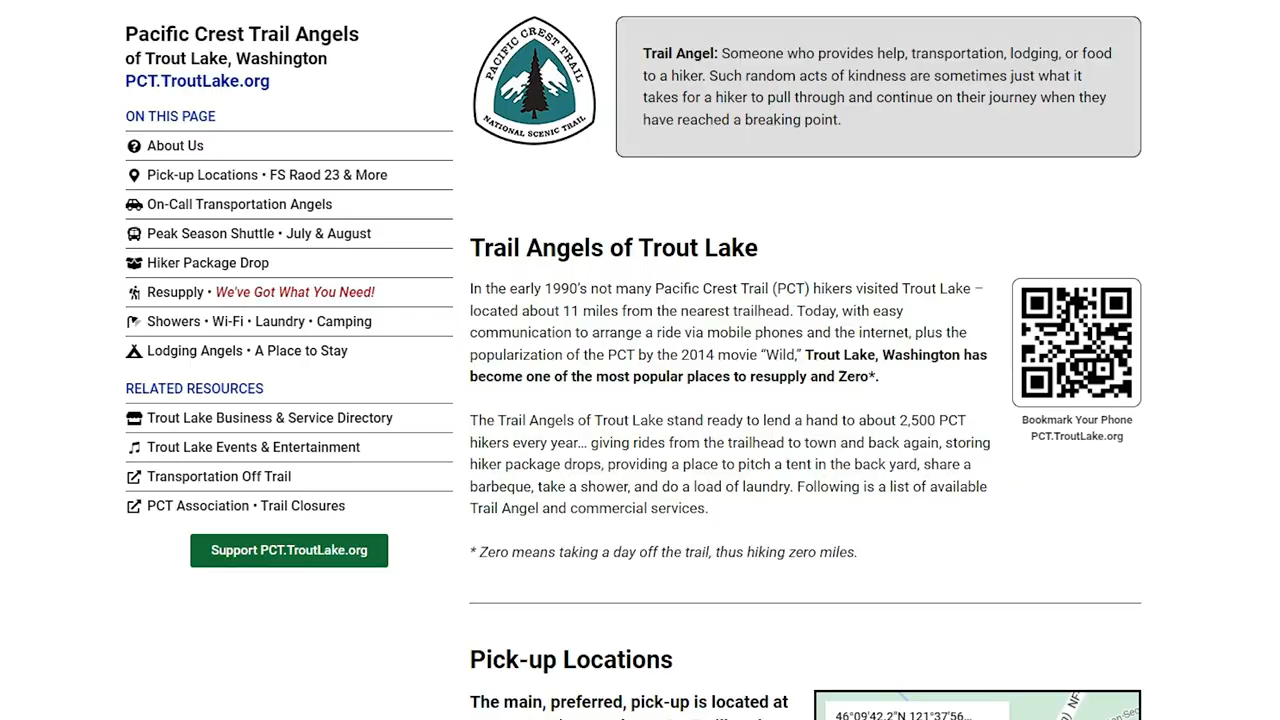 Pacific Crest Trail Angels
of Trout Lake, Washington
PCT.TroutLake.org
ON THIS PAGE
About Us
Pick-up Locations • FS Raod 23 & More
On-Call Transportation Angels
Peak Season Shuttle • July & August
Hiker Package Drop
Resupply • We've Got What You Need!
Showers • Wi-Fi • Laundry • Camping
Lodging Angels • A Place to Stay
RELATED RESOURCES
Trout Lake Business & Service Directory
Trout Lake Events & Entertainment
Transportation Off Trail
PCT Association • Trail Closures
Support PCT.TroutLake.org
PACIFIC CREST TRAIL
NATIONAL SCENIC TRAIL
Trail Angel: Someone who provides help, transportation, lodging, or food
to a hiker. Such random acts of kindness are sometimes just what it
takes for a hiker to pull through and continue on their journey when they
have reached a breaking point.
Trail Angels of Trout Lake
In the early 1990's not many Pacific Crest Trail (PCT) hikers visited Trout Lake –
located about 11 miles from the nearest trailhead. Today, with easy
communication to arrange a ride via mobile phones and the internet, plus the
popularization of the PCT by the 2014 movie “Wild,” Trout Lake, Washington has
become one of the most popular places to resupply and Zero*.
The Trail Angels of Trout Lake stand ready to lend a hand to about 2,500 PCT
hikers every year... giving rides from the trailhead to town and back again, storing
hiker package drops, providing a place to pitch a tent in the back yard, share a
barbeque, take a shower, and do a load of laundry. Following is a list of available
Trail Angel and commercial services.
* Zero means taking a day off the trail, thus hiking zero miles.
Bookmark Your Phone
PCT.TroutLake.org
Pick-up Locations
The main, preferred, pick-up is located at
46°09'42.2"N 121°37'56...